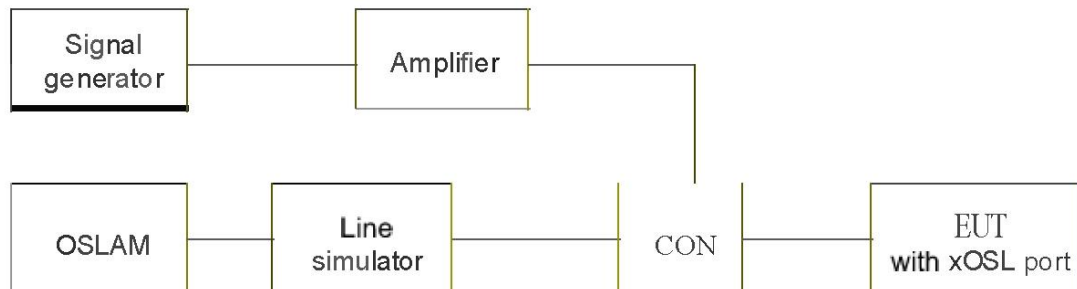 Signal
generator
Amplifier
OSLAM
Line
simulator
CON
EUT
with xOSL port